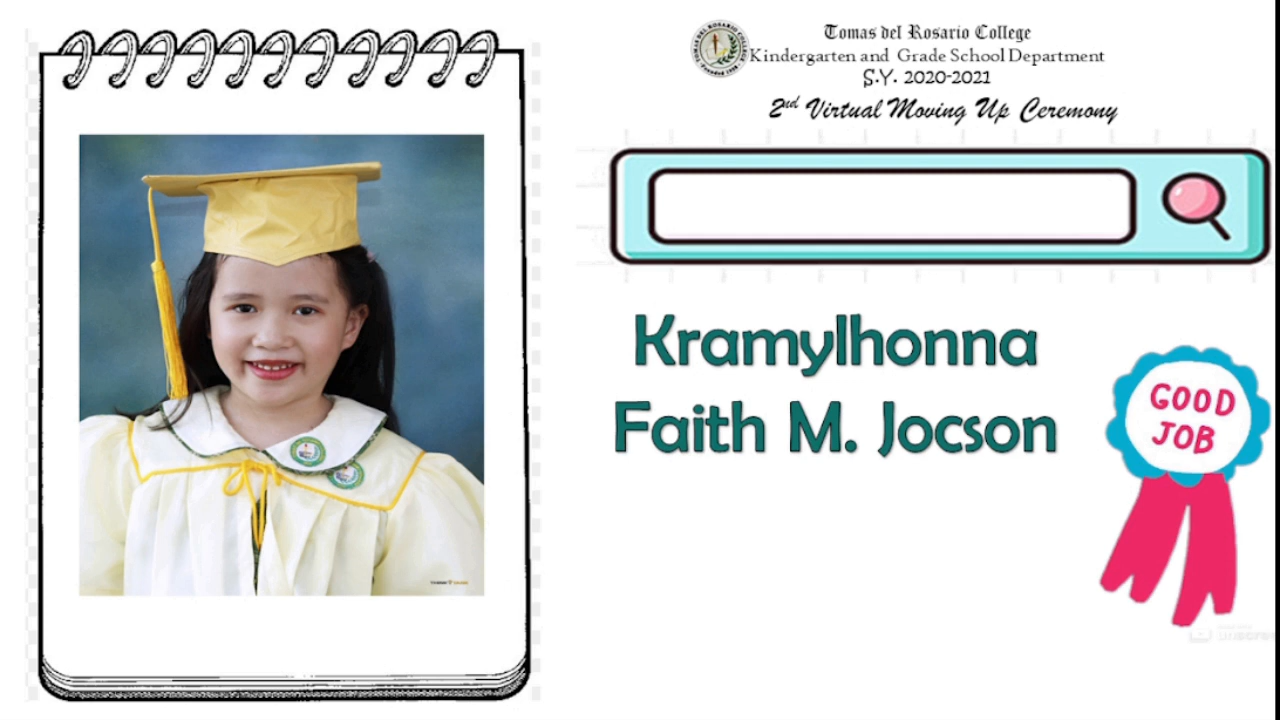 Tomas del Rosario College
Kindergarten and Grade School Department
S.Y. 2020-2021
2nd Virtual Moving Up Ceremony
Kramylhonna
Faith M. Jocson
GOOD
JOB